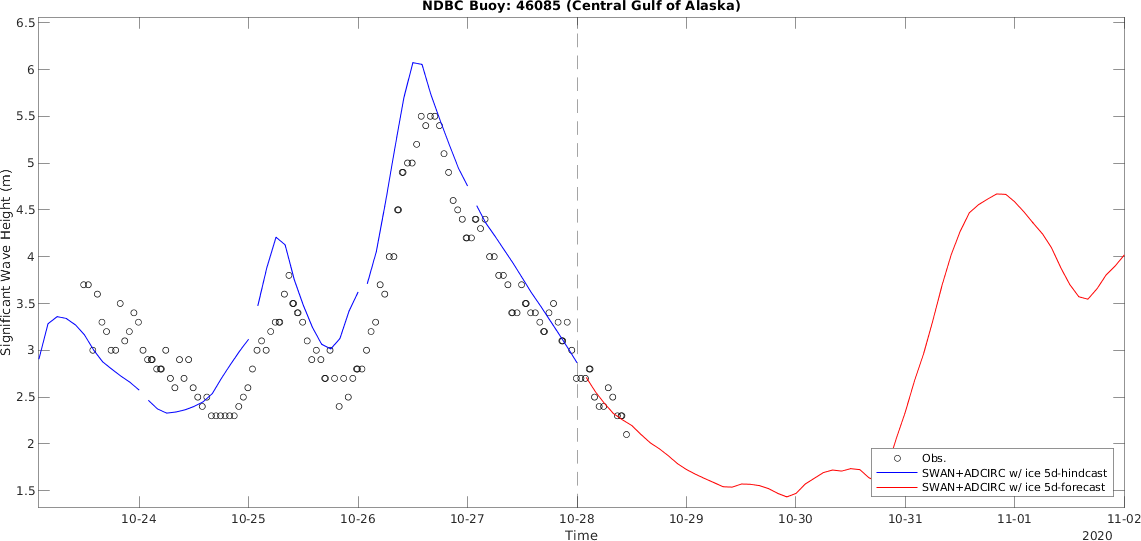 NDBC Buoy: 46085 (Central Gulf of Alaska)
6.5
6
5.5
5
4.5
4
3.5
3
2.5
2
1.5
Significant Wave Height (m)
Obs.
SWAN+ADCIRC w/ ice 5d-hindcast
SWAN+ADCIRC w/ ice 5d-forecast
10-24 10-25 10-26 10-27 10-28 10-29 10-30 10-31 11-01 11-02
Time
2020